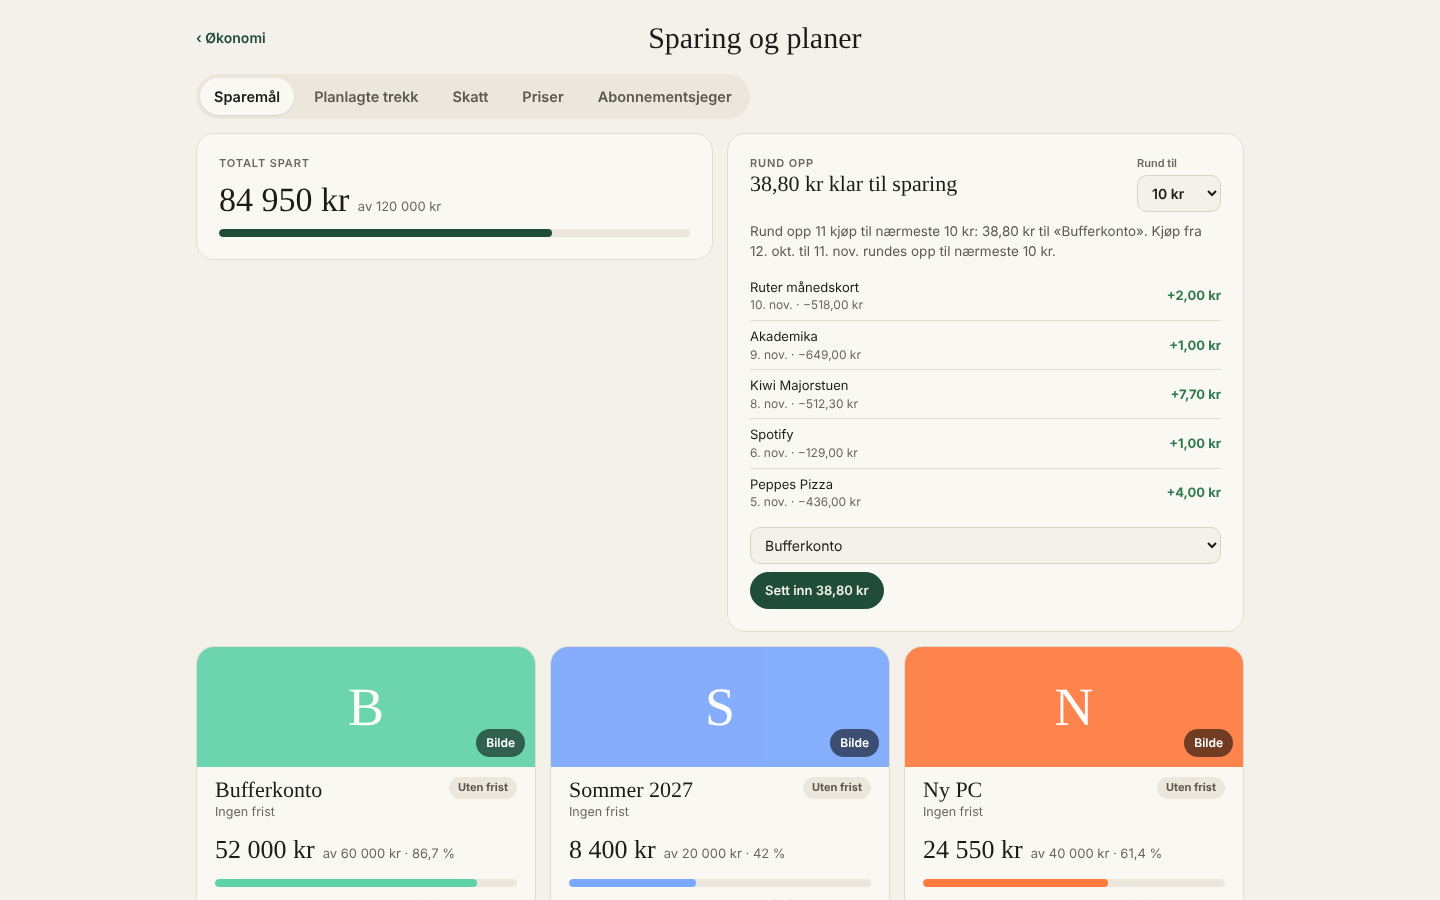 ‹ Økonomi
Sparing og planer
Sparemål
Planlagte trekk
Skatt
Priser
Abonnementsjeger
TOTALT SPART
84 950 kr av 120 000 kr
RUND OPP
38,80 kr klar til sparing
Rund til
10 kr
Rund opp 11 kjøp til nærmeste 10 kr: 38,80 kr til «Bufferkonto». Kjøp fra
12. okt. til 11. nov. rundes opp til nærmeste 10 kr.
Ruter månedskort
10. nov. · −518,00 kr
+2,00 kr
Akademika
9. nov. · −649,00 kr
+1,00 kr
Kiwi Majorstuen
8. nov. · −512,30 kr
+7,70 kr
Spotify
6. nov. · −129,00 kr
+1,00 kr
Peppes Pizza
5. nov. · −436,00 kr
+4,00 kr
Bufferkonto
Sett inn 38,80 kr
B
Bilde
Bufferkonto
Uten frist
Ingen frist
52 000 kr av 60 000 kr · 86,7 %
S
Bilde
Sommer 2027
Uten frist
Ingen frist
8 400 kr av 20 000 kr · 42 %
N
Bilde
Ny PC
Uten frist
Ingen frist
24 550 kr av 40 000 kr · 61,4 %